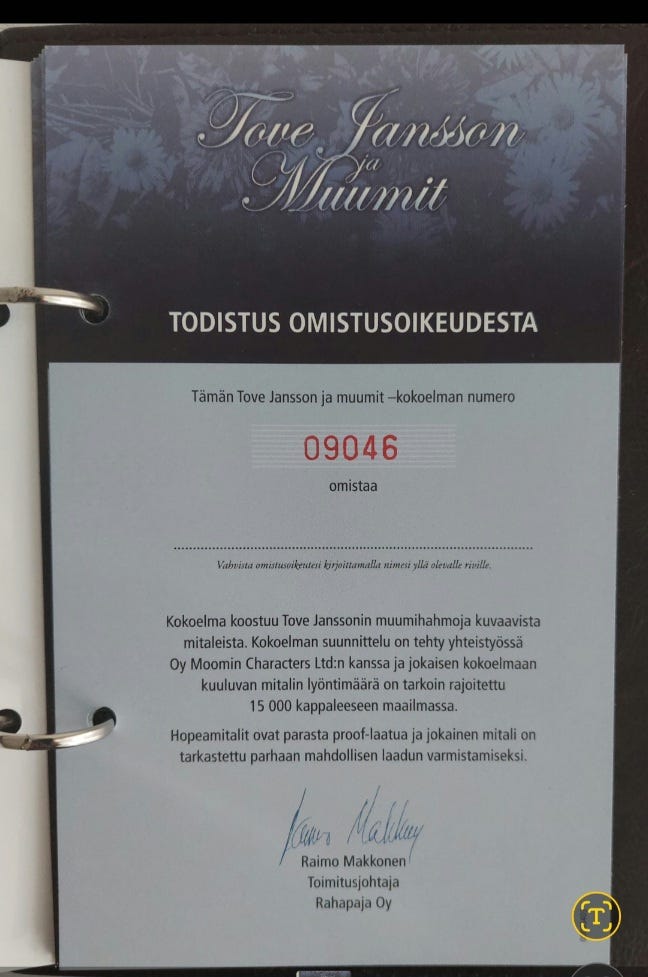 Tove Jansson
ja
Muumit
TODISTUS OMISTUSOIKEUDESTA
Tämän Tove Jansson ja muumit –kokoelman numero
09046
omistaa
Vahvista omistusoikeutesi kirjoittamalla nimesi yllä olevalle riville.
Kokoelma koostuu Tove Janssonin muumihahmoja kuvaavista
mitaleista. Kokoelman suunnittelu on tehty yhteistyössä
Oy Moomin Characters Ltd:n kanssa ja jokaisen kokoelmaan
kuuluvan mitalin lyöntimäärä on tarkoin rajoitettu
15 000 kappaleeseen maailmassa.
Hopeamitalit ovat parasta proof-laatua ja jokainen mitali on
tarkastettu parhaan mahdollisen laadun varmistamiseksi.
Raimo Makkonen
Raimo Makkonen
Toimitusjohtaja
Rahapaja Oy